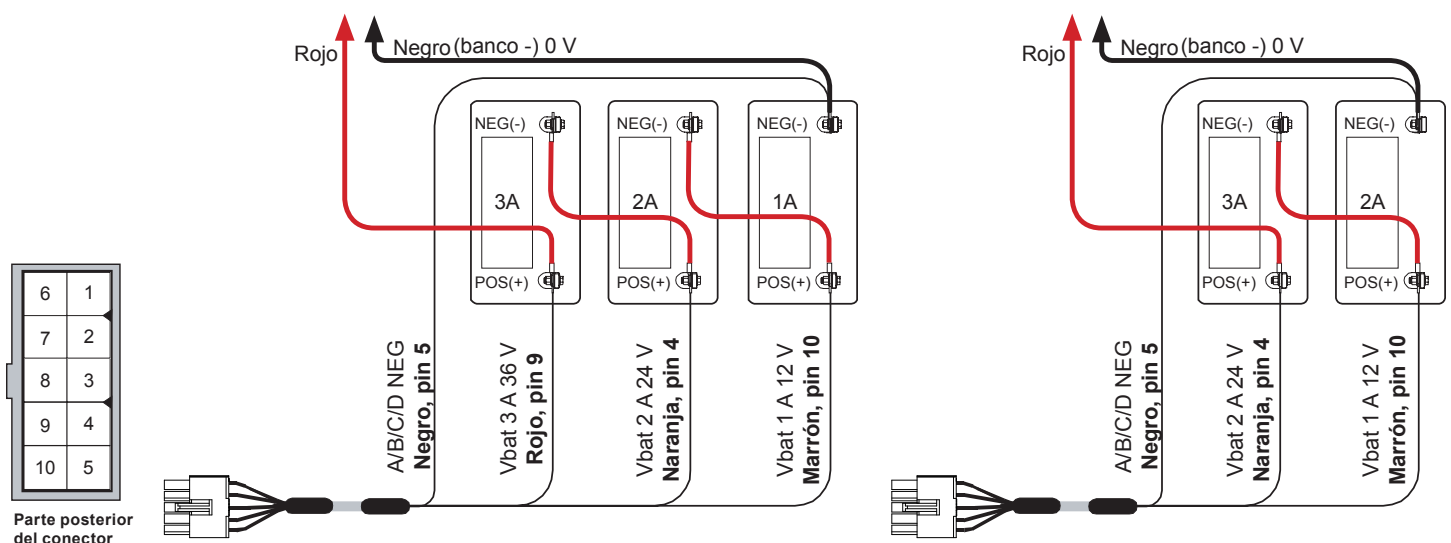 Rojo
Negro (banco -) 0 V
NEG(-)
NEG(-)
NEG(-)
3A
2A
1A
POS(+)
POS(+)
POS(+)
A/B/C/D NEG
Negro, pin 5
Vbat 3 A 36 V
Rojo, pin 9
Vbat 2 A 24 V
Naranja, pin 4
Vbat 1 A 12 V
Marrón, pin 10
Rojo
Negro (banco -) 0 V
NEG(-)
NEG(-)
3A
2A
POS(+)
POS(+)
A/B/C/D NEG
Negro, pin 5
Vbat 2 A 24 V
Naranja, pin 4
Vbat 1 A 12 V
Marrón, pin 10
6 1
7 2
8 3
9 4
10 5
Parte posterior
del conector